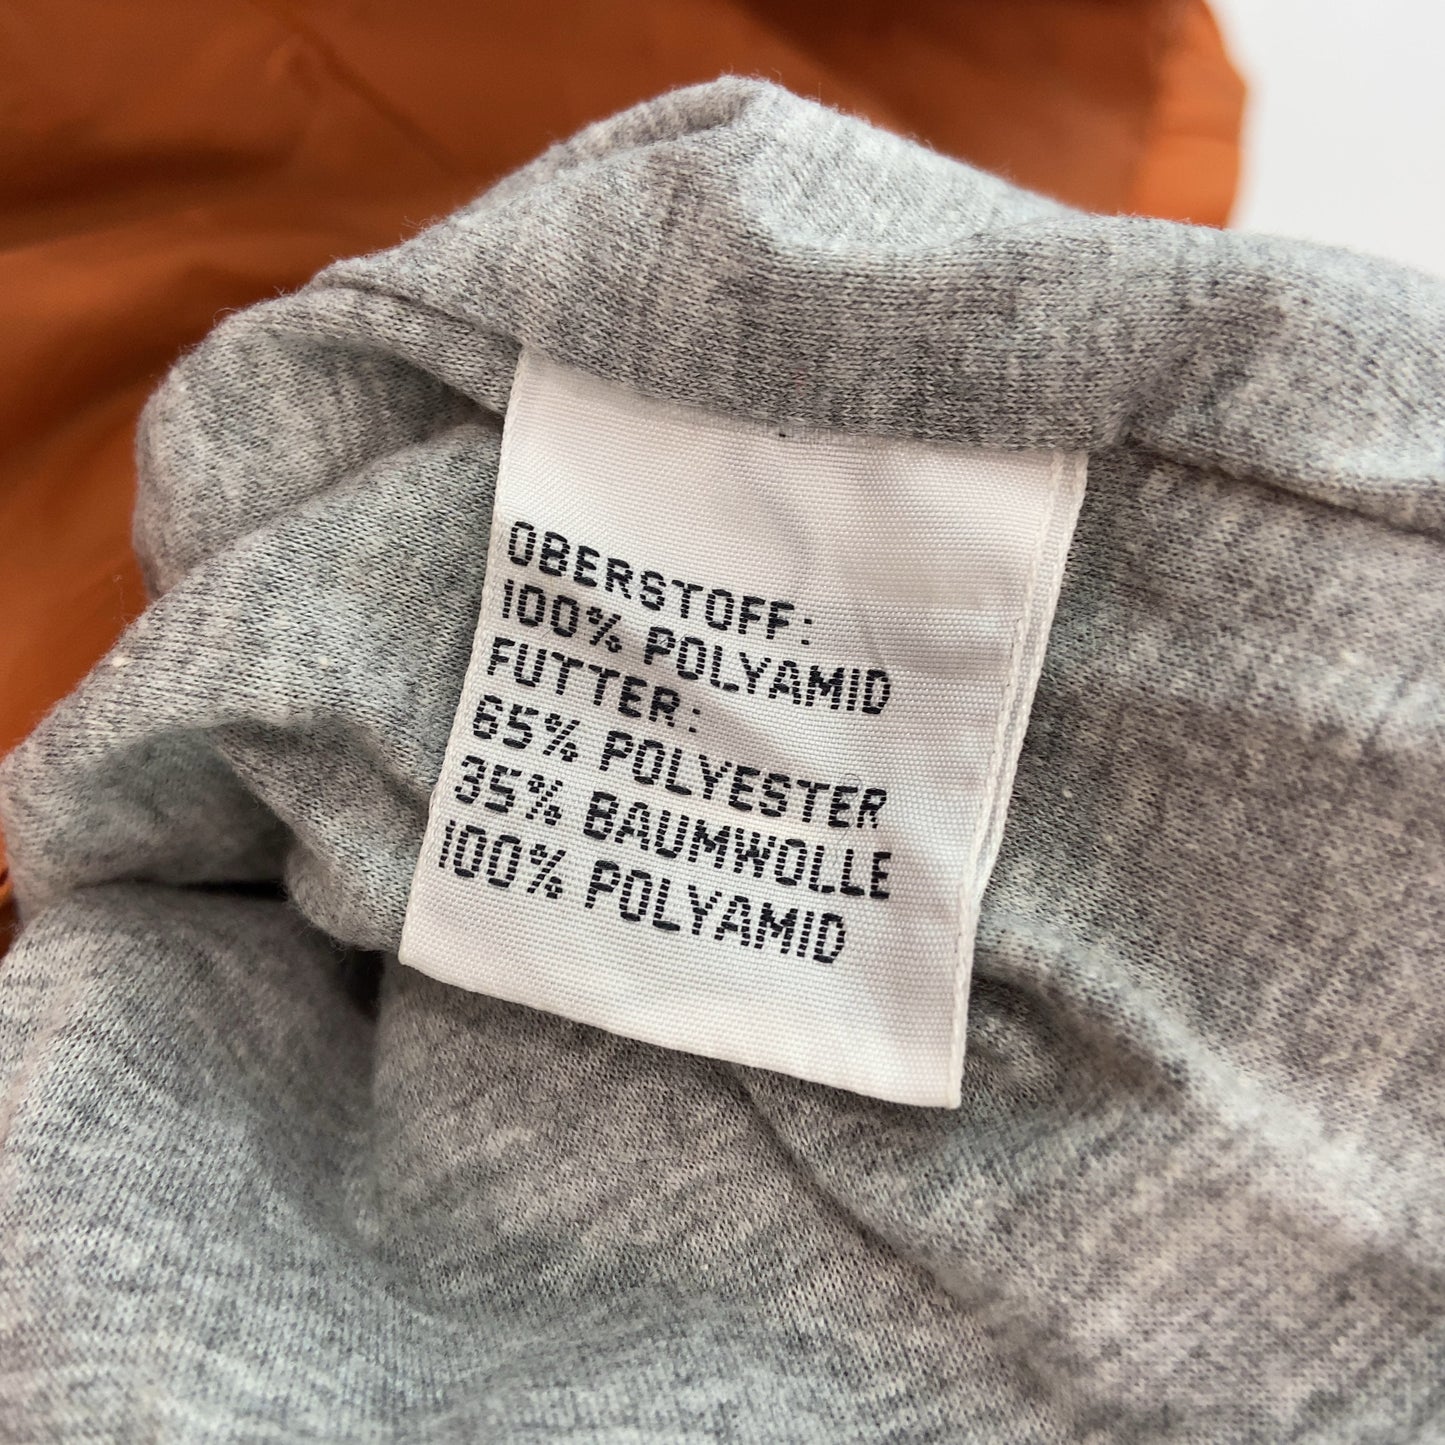 OBERSTOFF:
100% POLYAMID
FUTTER:
65% POLYESTER
35% BAUMWOLLE
100% POLYAMID